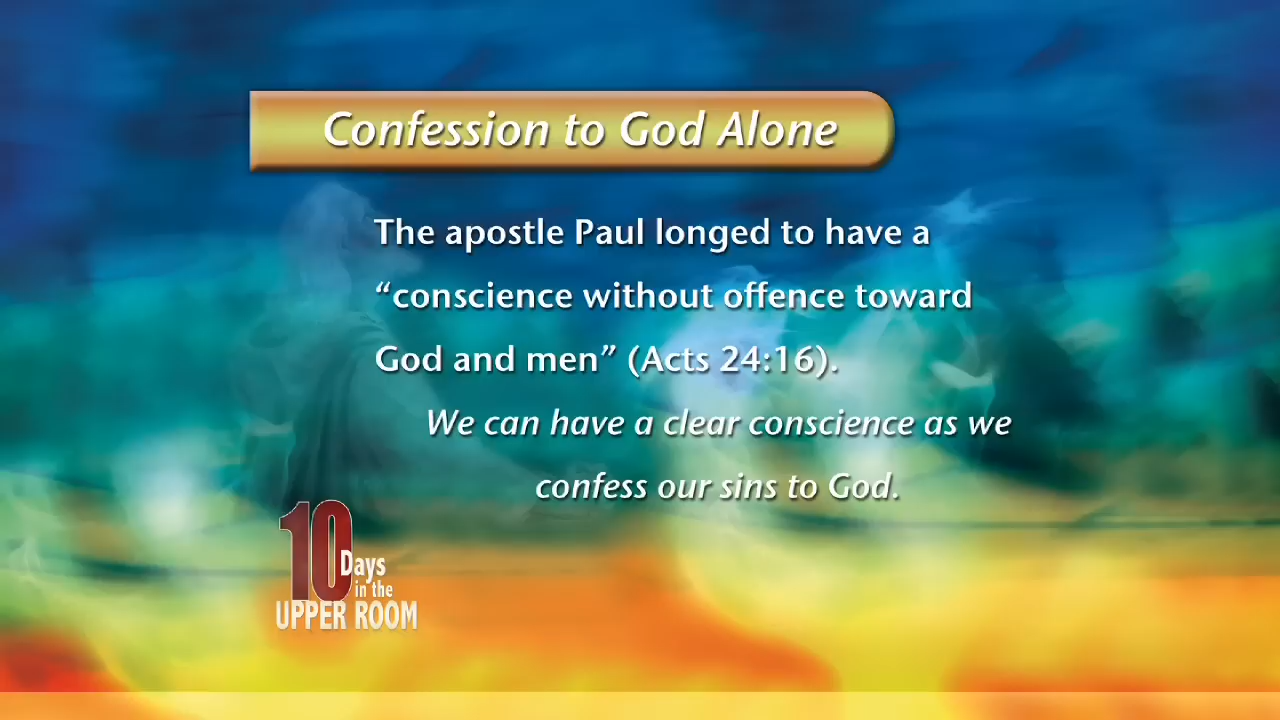 Confession to God Alone
The apostle Paul longed to have a
“conscience without offence toward
God and men” (Acts 24:16).
We can have a clear conscience as we
confess our sins to God.
10
Days
in the
UPPER ROOM